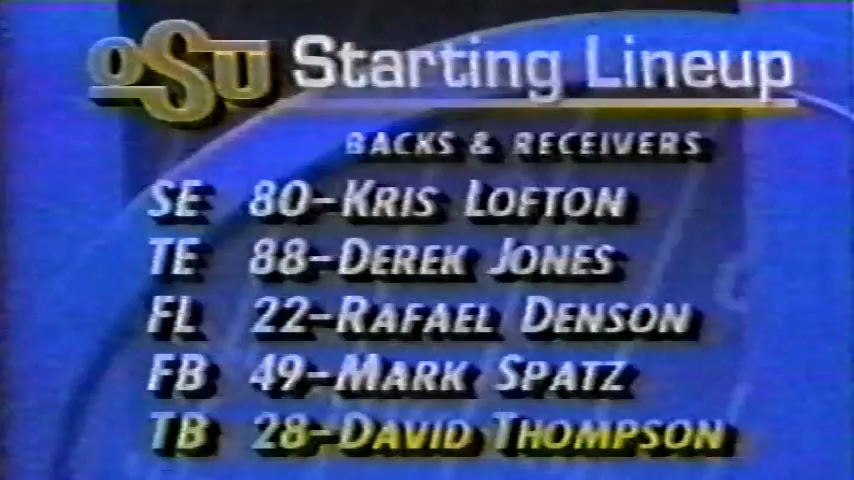 OSU Starting Lineup
BACKS & RECEIVERS
SE 80-KRIS LOFTON
TE 88-DEREK JONES
FL 22-RAFAEL DENSON
FB 49-MARK SPATZ
TB 28-DAVID THOMPSON